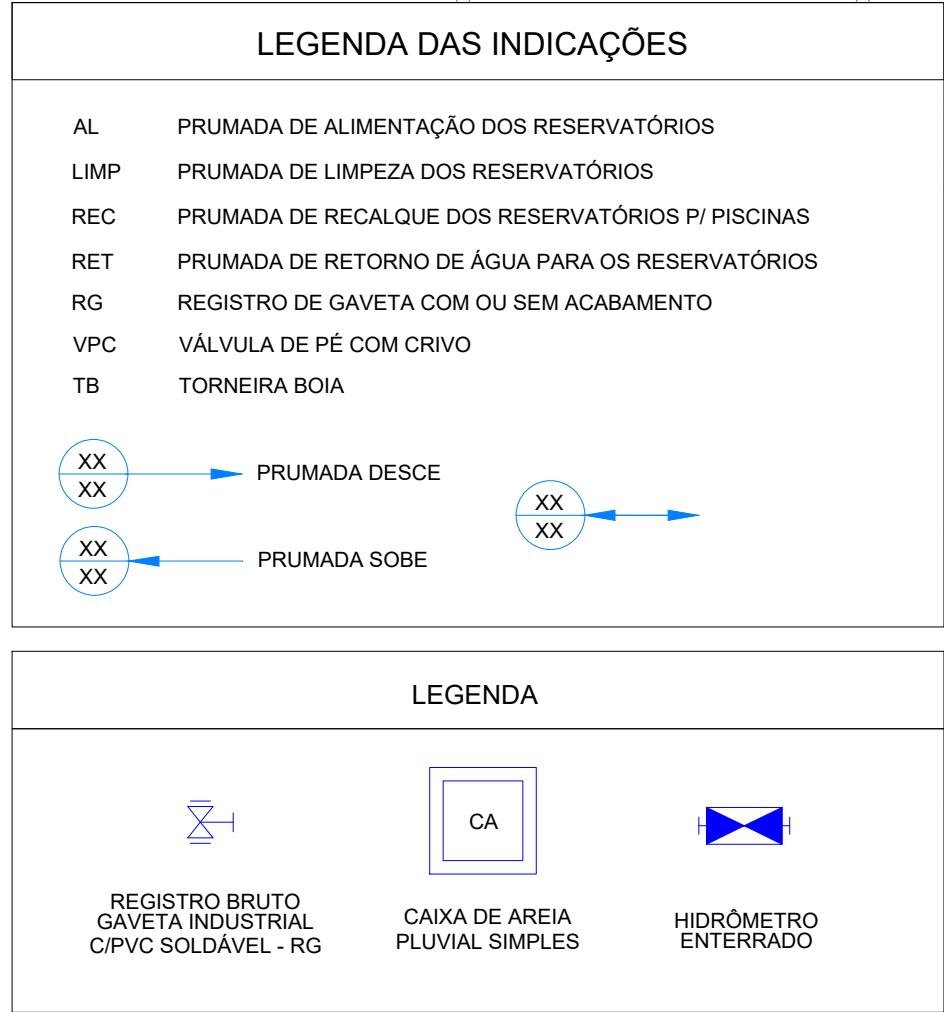 LEGENDA DAS INDICAÇÕES
AL PRUMADA DE ALIMENTAÇÃO DOS RESERVATÓRIOS
LIMP PRUMADA DE LIMPEZA DOS RESERVATÓRIOS
REC PRUMADA DE RECALQUE DOS RESERVATÓRIOS P/ PISCINAS
RET PRUMADA DE RETORNO DE ÁGUA PARA OS RESERVATÓRIOS
RG REGISTRO DE GAVETA COM OU SEM ACABAMENTO
VPC VÁLVULA DE PÉ COM CRIVO
TB TORNEIRA BOIA
XX
XX
PRUMADA DESCE
XX
XX
XX
XX
PRUMADA SOBE
LEGENDA
REGISTRO BRUTO
GAVETA INDUSTRIAL
C/PVC SOLDÁVEL - RG
CA
CAIXA DE AREIA
PLUVIAL SIMPLES
HIDRÔMETRO
ENTERRADO